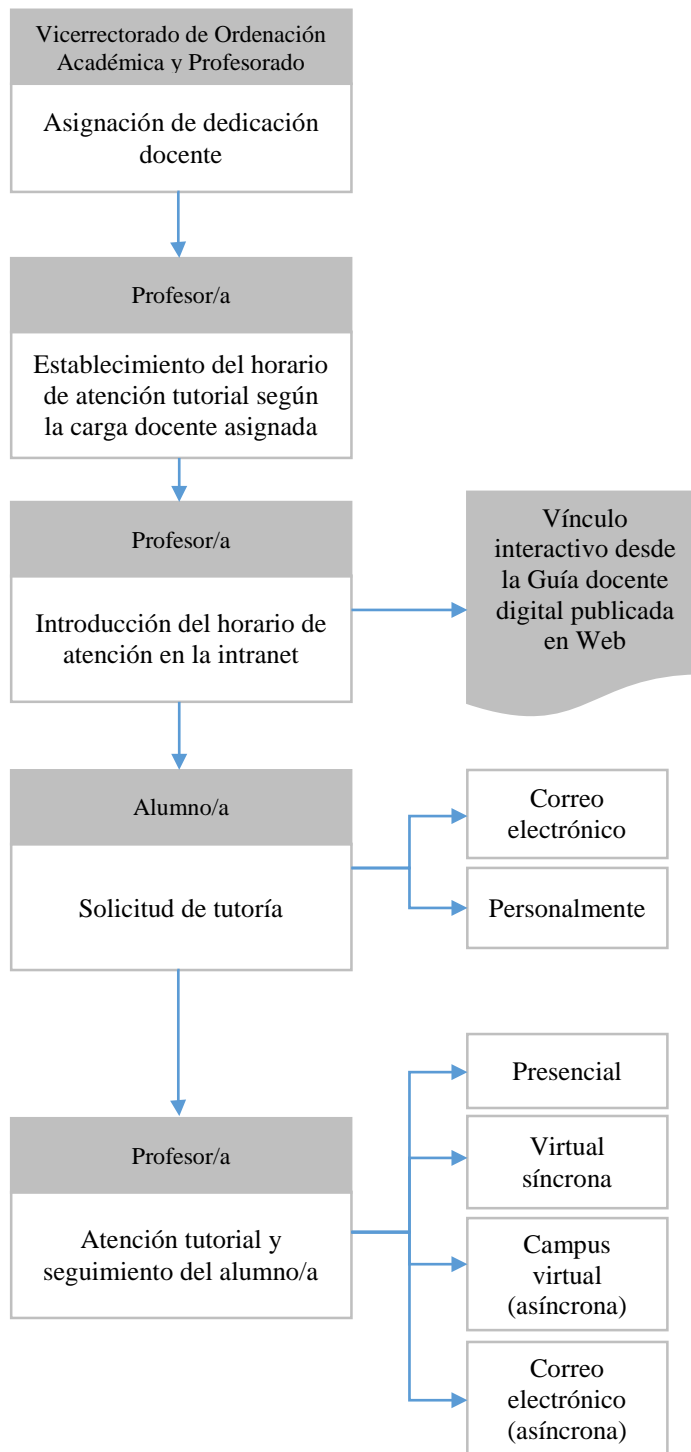 Vicerrectorado de Ordenación
Académica y Profesorado
Asignación de dedicación
docente
Profesor/a
Establecimiento del horario
de atención tutorial según
la carga docente asignada
Profesor/a
Introducción del horario de
atención en la intranet
Vínculo
interactivo desde
la Guía docente
digital publicada
en Web
Alumno/a
Solicitud de tutoría
Correo
electrónico
Personalmente
Profesor/a
Atención tutorial y
seguimiento del alumno/a
Presencial
Virtual
síncrona
Campus
virtual
(asíncrona)
Correo
electrónico
(asíncrona)